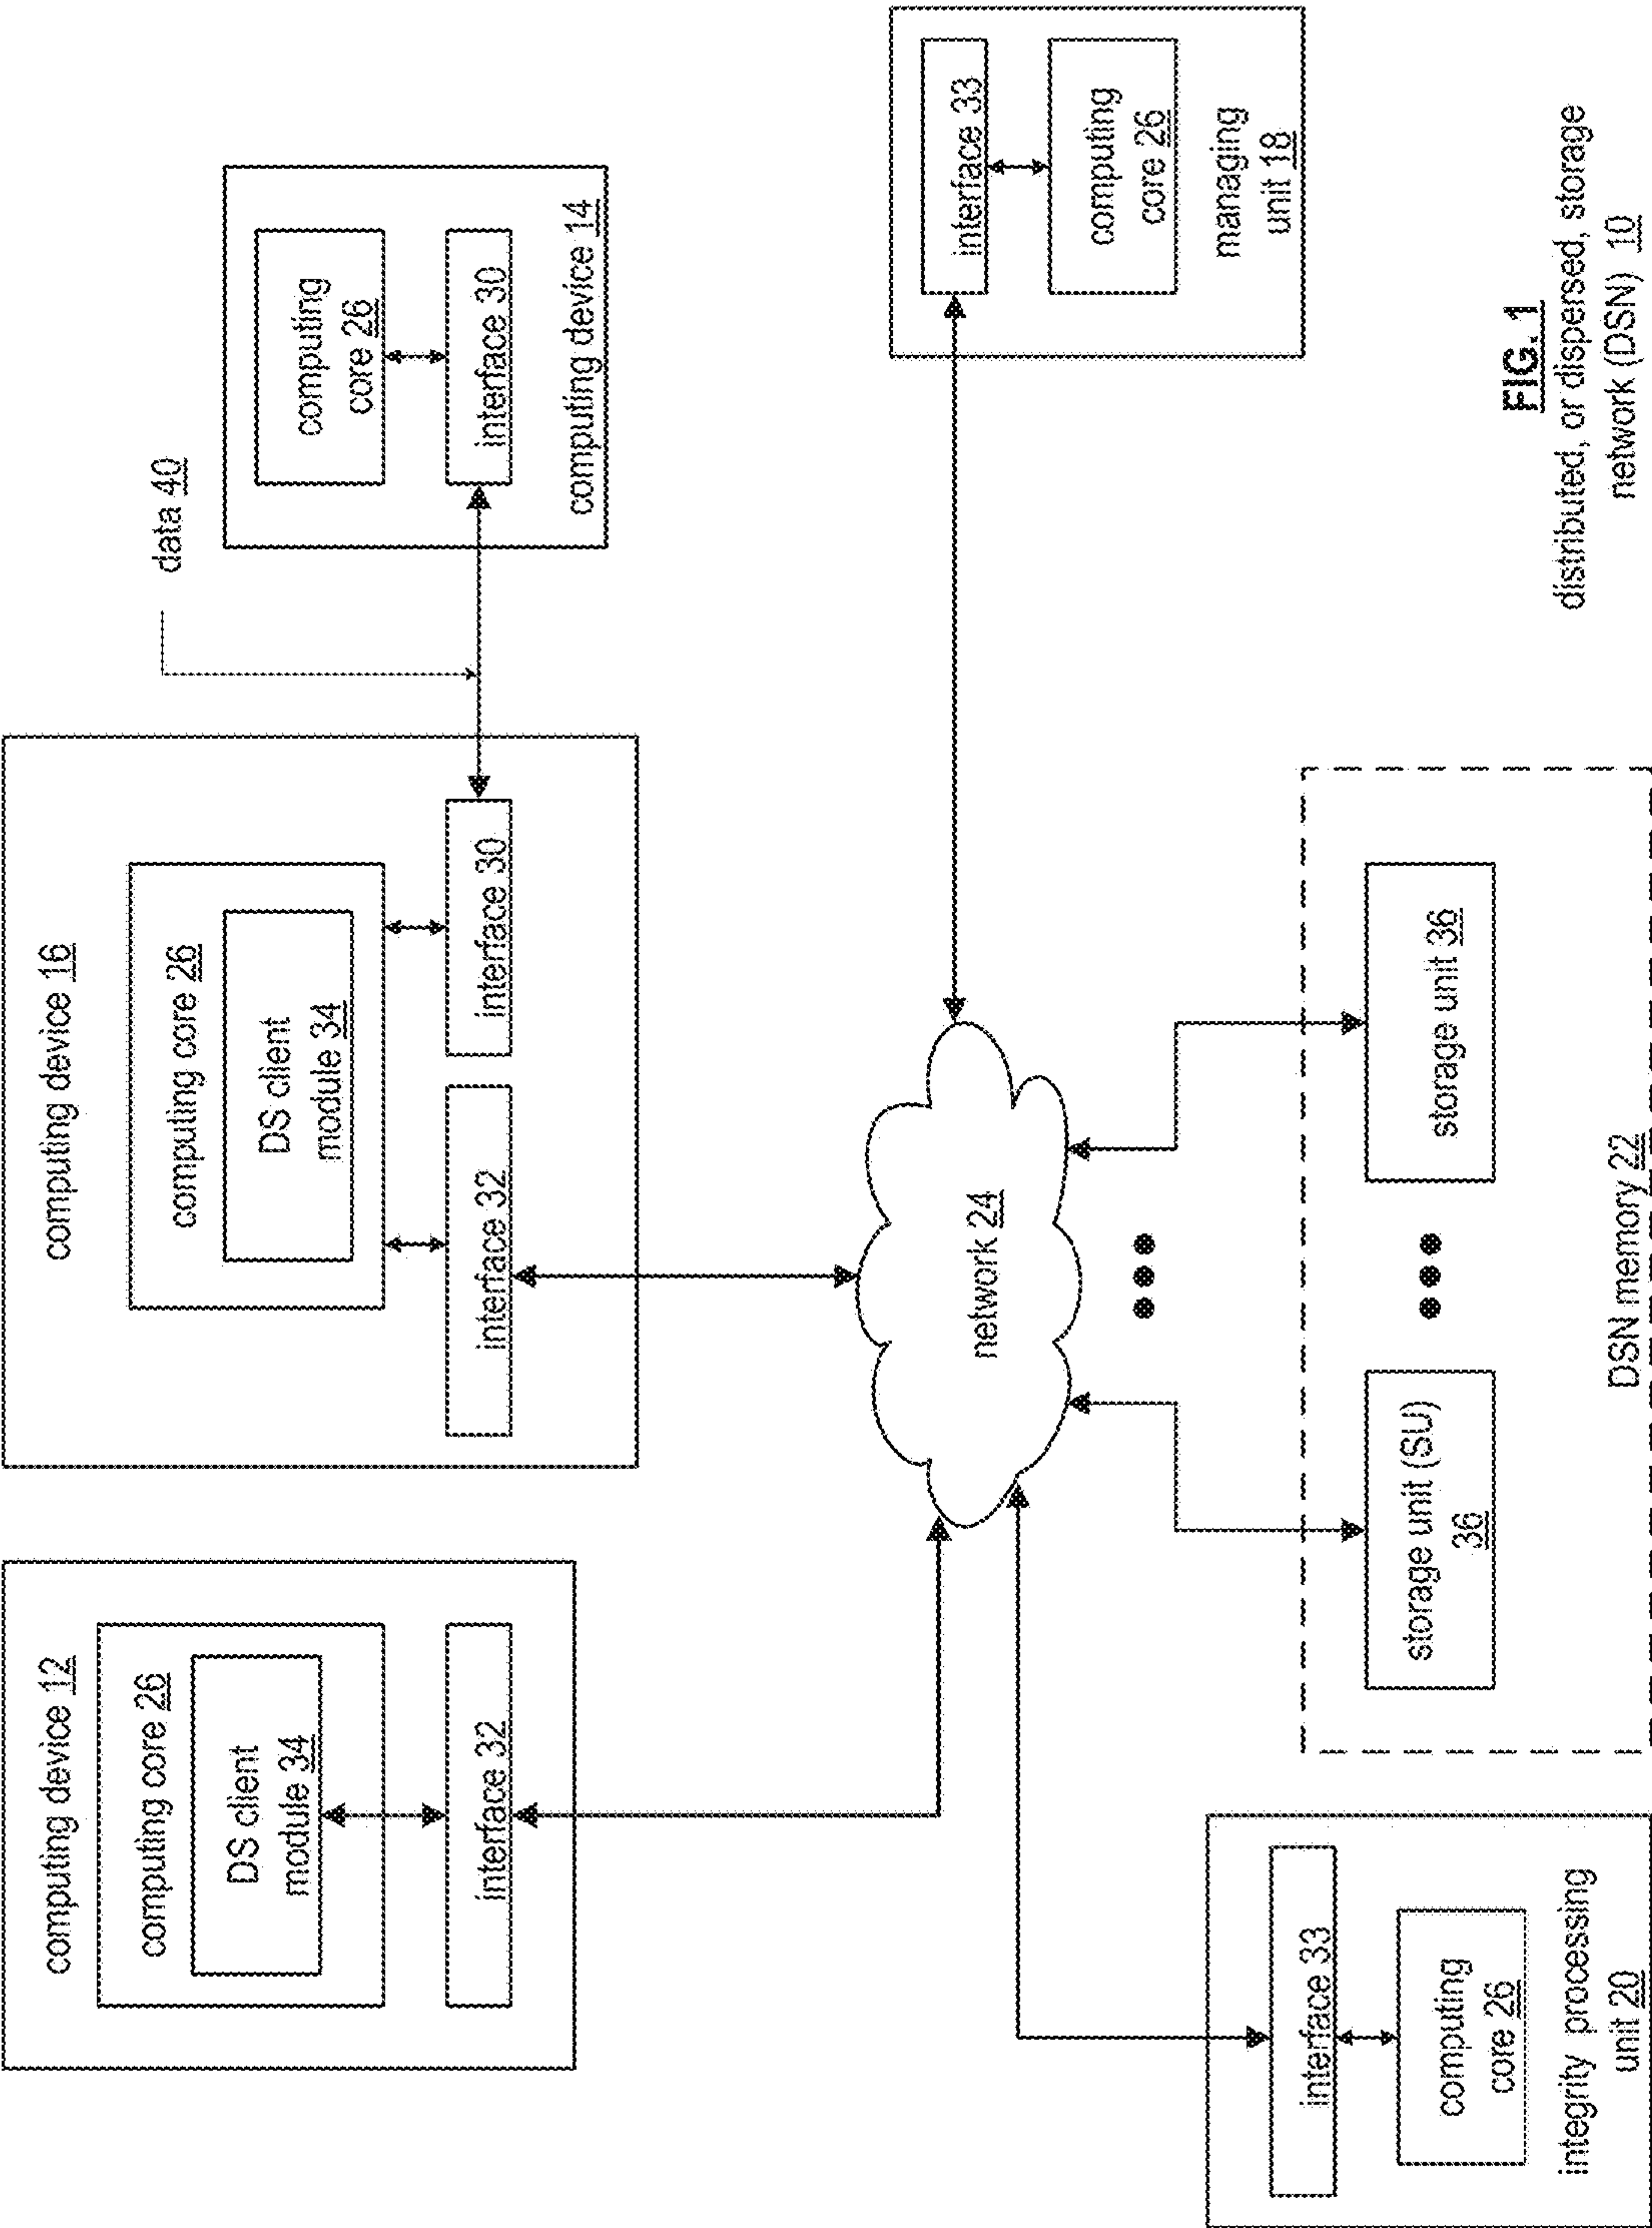 computing device 12
computing core 26
DS client
module 34
interface 32
computing device 16
computing core 26
DS client
module 34
interface 32
interface 30
data 40
computing
core 26
interface 30
computing device 14
network 24
interface 33
computing
core 26
managing
unit 18
interface 33
computing
core 26
integrity processing
unit 20
storage unit (SU)
36
storage unit 36
DSN memory 22
FIG. 1
distributed, or dispersed, storage
network (DSN) 10